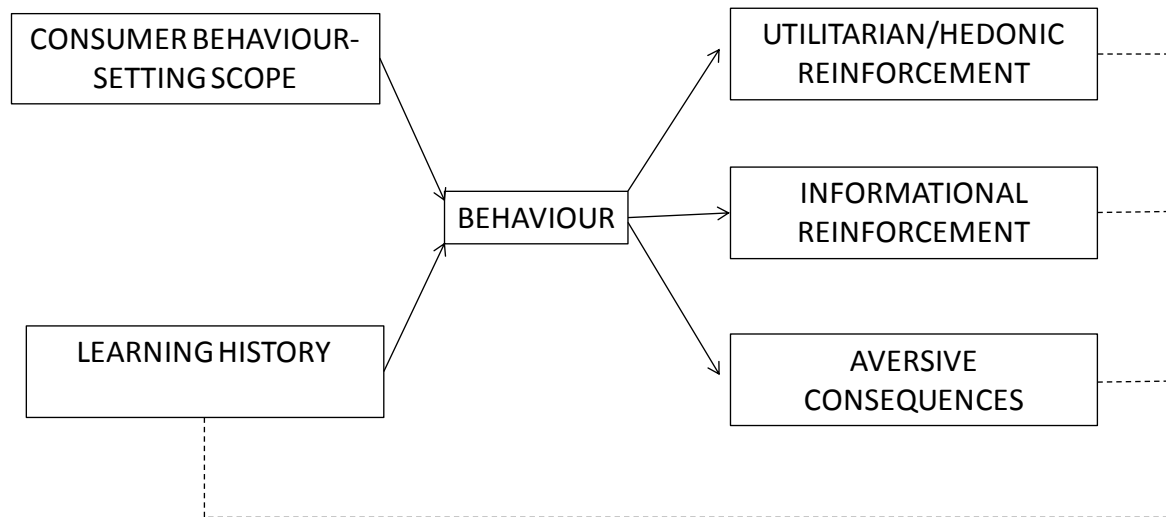 CONSUMER BEHAVIOUR-
SETTING SCOPE
UTILITARIAN/HEDONIC
REINFORCEMENT
BEHAVIOUR
INFORMATIONAL
REINFORCEMENT
LEARNING HISTORY
AVERSIVE
CONSEQUENCES